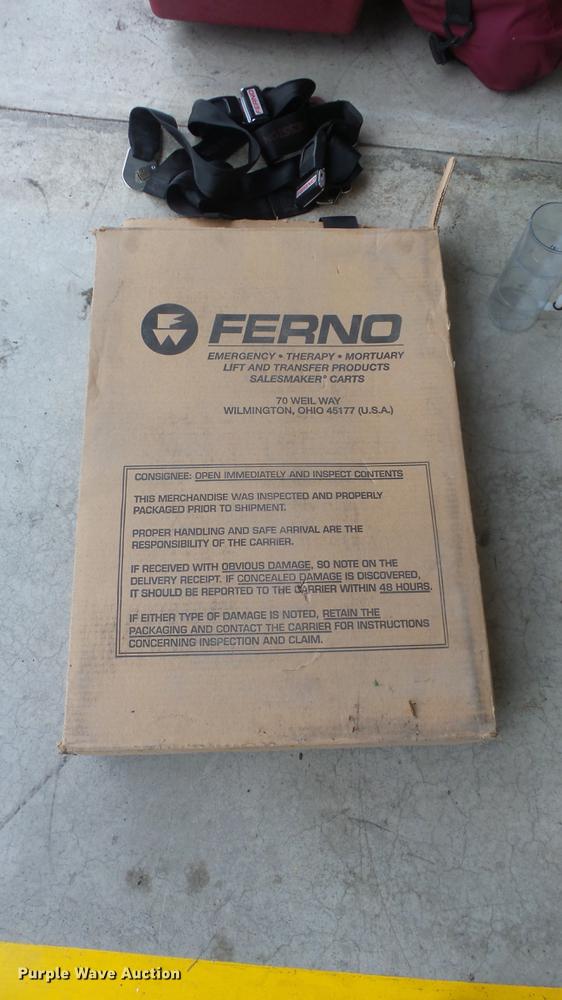 FERNO
EMERGENCY • THERAPY • MORTUARY
LIFT AND TRANSFER PRODUCTS
SALESMAKER® CARTS
70 WEIL WAY
WILMINGTON, OHIO 45177 (U.S.A.)
CONSIGNEE: OPEN IMMEDIATELY AND INSPECT CONTENTS
THIS MERCHANDISE WAS INSPECTED AND PROPERLY
PACKAGED PRIOR TO SHIPMENT.
PROPER HANDLING AND SAFE ARRIVAL ARE THE
RESPONSIBILITY OF THE CARRIER.
IF RECEIVED WITH OBVIOUS DAMAGE, SO NOTE ON THE
DELIVERY RECEIPT. IF CONCEALED DAMAGE IS DISCOVERED,
IT SHOULD BE REPORTED TO THE CARRIER WITHIN 48 HOURS.
IF EITHER TYPE OF DAMAGE IS NOTED, RETAIN THE
PACKAGING AND CONTACT THE CARRIER FOR INSTRUCTIONS
CONCERNING INSPECTION AND CLAIM.
Purple Wave Auction